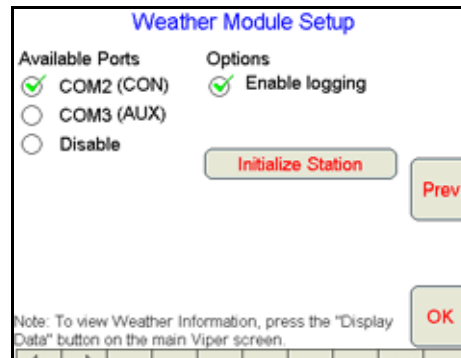 Weather Module Setup
Available Ports
COM2 (CON)
COM3 (AUX)
Disable
Options
Enable logging
Initialize Station
Prev
OK
Note: To view Weather Information, press the "Display
Data" button on the main Viper screen.